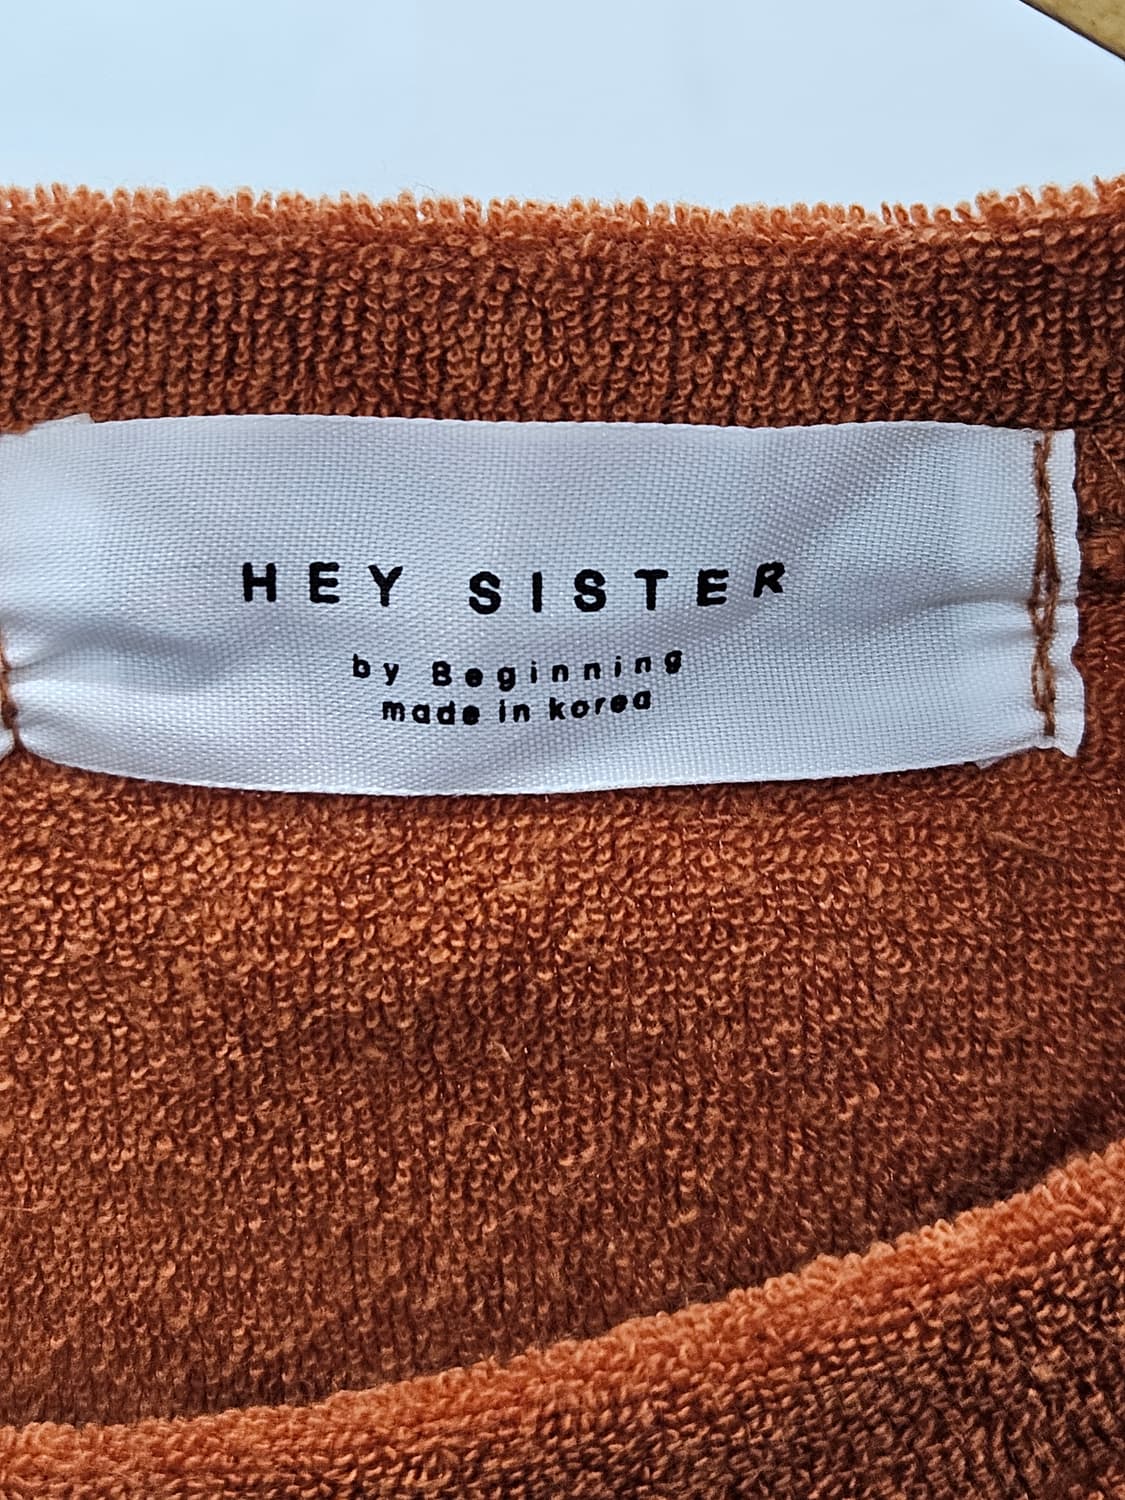 HEY SISTER
by Beginning
made in korea